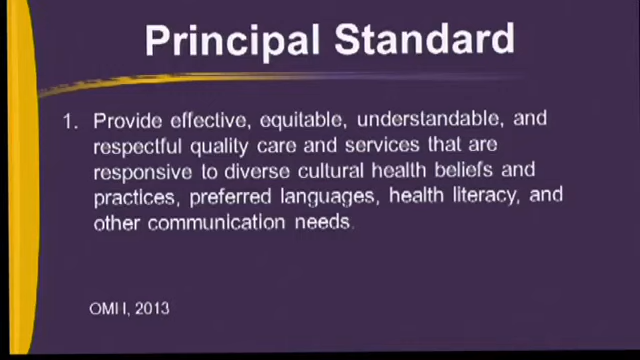 Principal Standard
1. Provide effective, equitable, understandable, and
respectful quality care and services that are
responsive to diverse cultural health beliefs and
practices, preferred languages, health literacy, and
other communication needs.
OMH, 2013